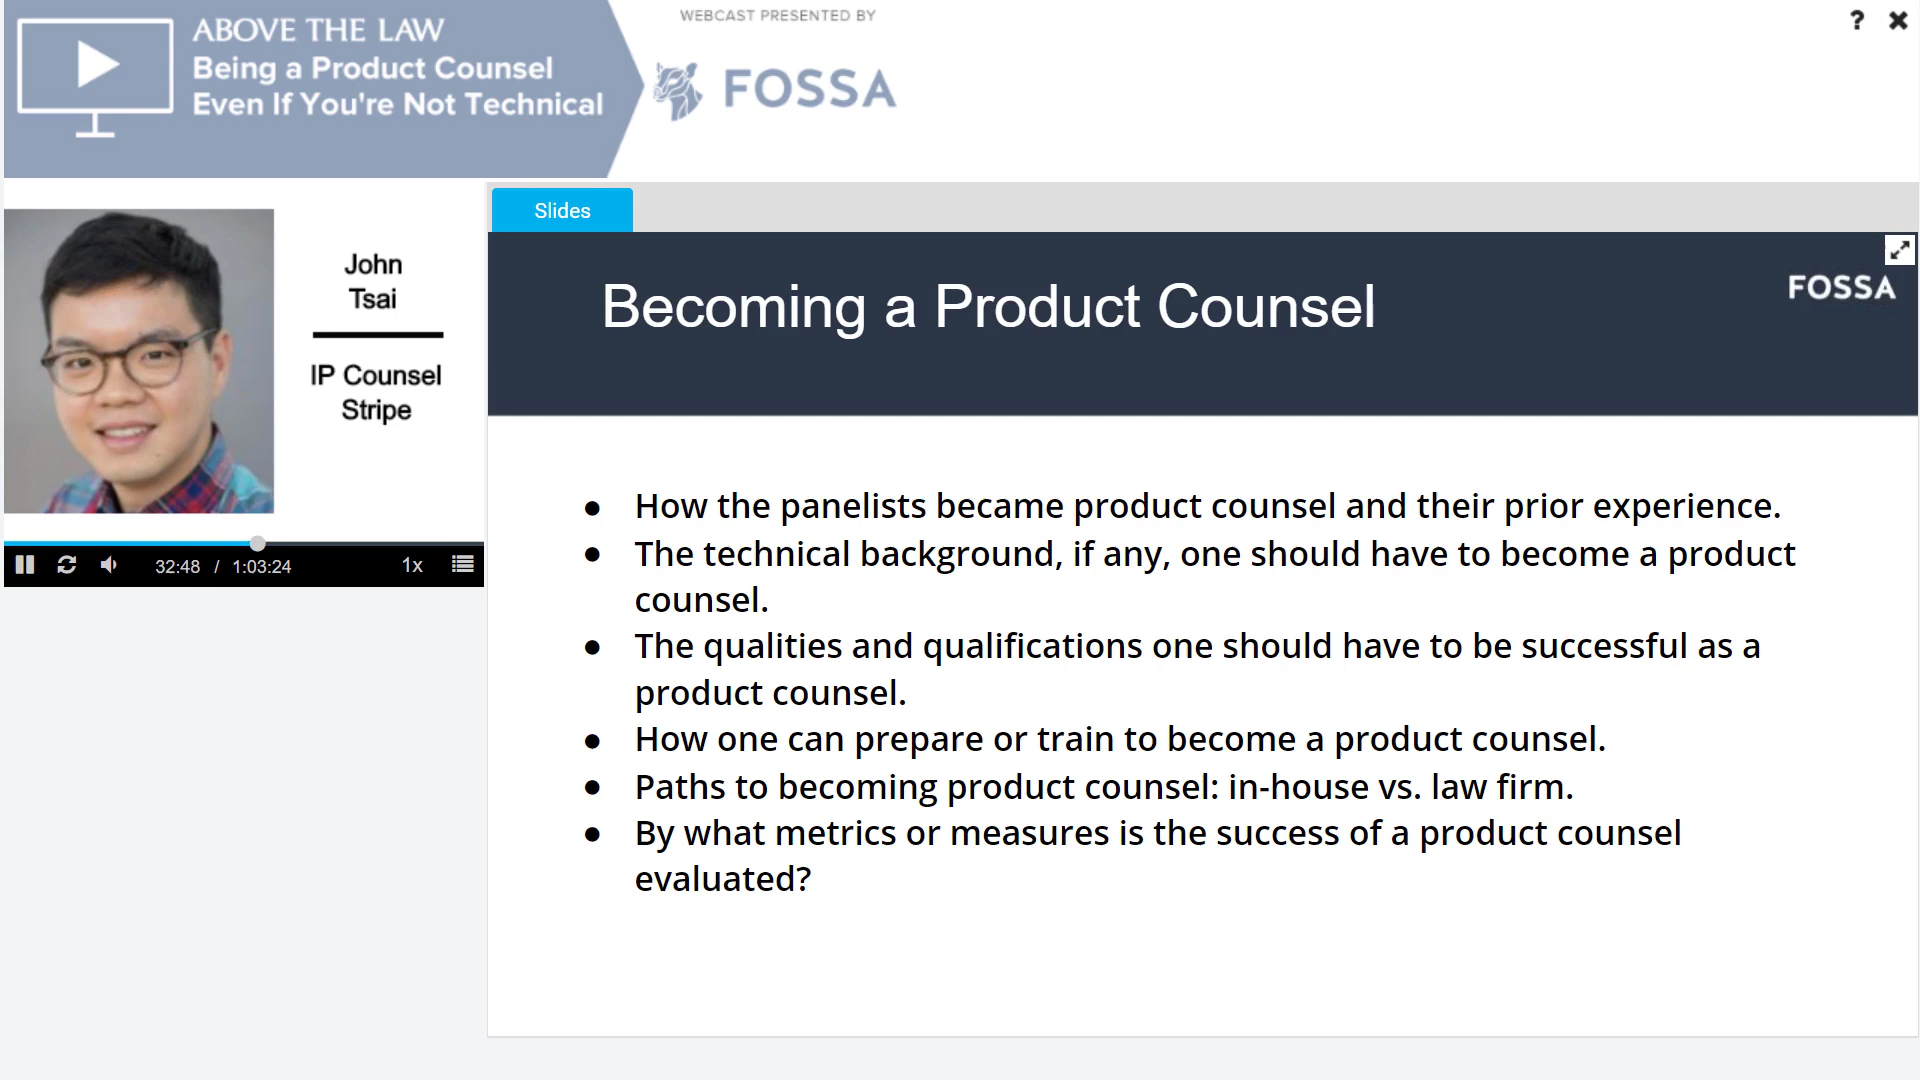 ABOVE THE LAW
Being a Product Counsel
Even If You're Not Technical
WEBCAST PRESENTED BY
FOSSA
? ✖
John
Tsai
IP Counsel
Stripe
32:48 / 1:03:24 1x
Slides
Becoming a Product Counsel
FOSSA
● How the panelists became product counsel and their prior experience.
● The technical background, if any, one should have to become a product
counsel.
● The qualities and qualifications one should have to be successful as a
product counsel.
● How one can prepare or train to become a product counsel.
● Paths to becoming product counsel: in-house vs. law firm.
● By what metrics or measures is the success of a product counsel
evaluated?